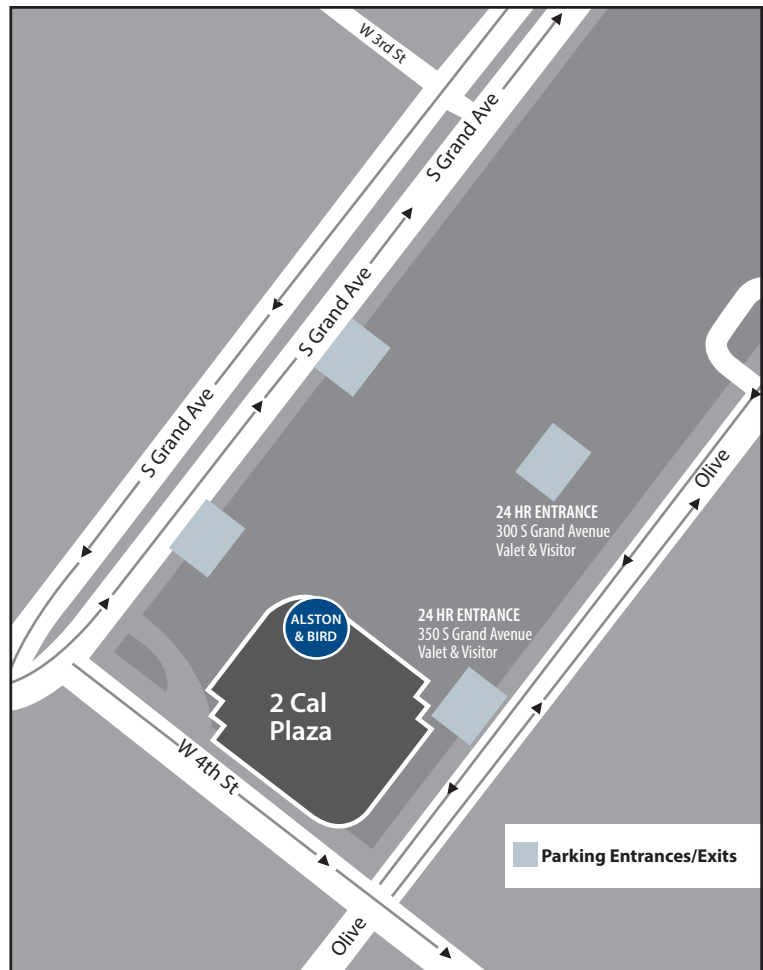 W 3rd St
S Grand Ave
S Grand Ave
S Grand Ave
Olive
24 HR ENTRANCE
300 S Grand Avenue
Valet & Visitor
24 HR ENTRANCE
350 S Grand Avenue
Valet & Visitor
ALSTON
& BIRD
2 Cal
Plaza
W 4th St
Parking Entrances/Exits
Olive